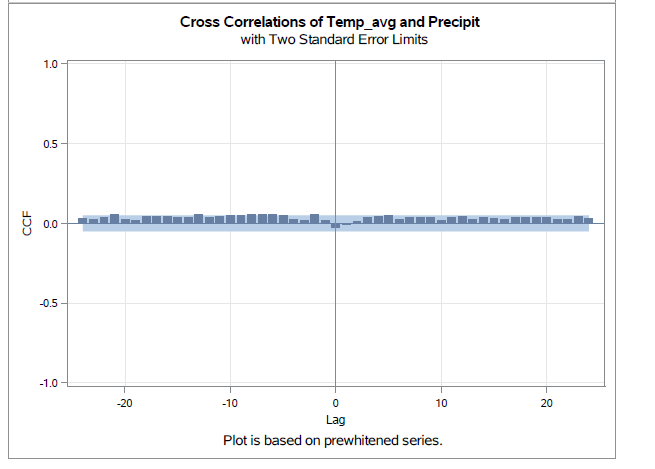 Cross Correlations of Temp_avg and Precipit
with Two Standard Error Limits
1.0
0.5
0.0
-0.5
-1.0
CCF
-20
-10
0
10
20
Lag
Plot is based on prewhitened series.